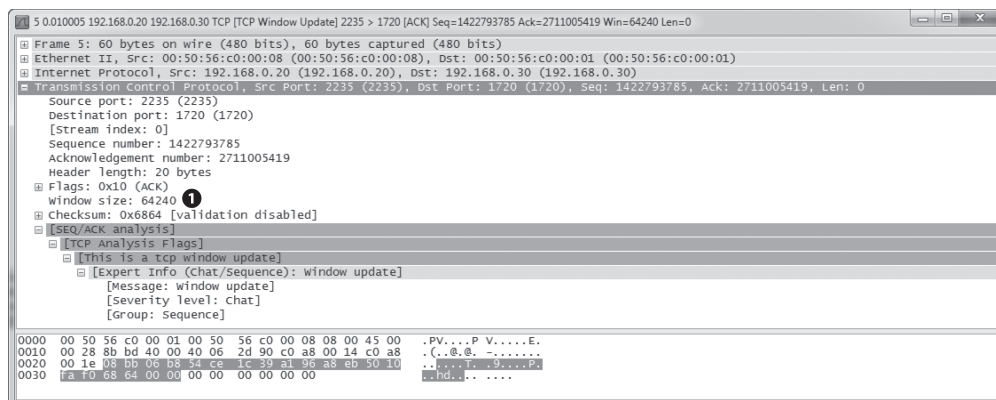 5 0.010005 192.168.0.20 192.168.0.30 TCP [TCP Window Update] 2235 > 1720 [ACK] Seq=1422793785 Ack=2711005419 Win=64240 Len=0
Frame 5: 60 bytes on wire (480 bits), 60 bytes captured (480 bits)
Ethernet II, Src: 00:50:56:c0:00:08 (00:50:56:c0:00:08), Dst: 00:50:56:c0:00:01 (00:50:56:c0:00:01)
Internet Protocol, Src: 192.168.0.20 (192.168.0.20), Dst: 192.168.0.30 (192.168.0.30)
Transmission Control Protocol, Src Port: 2235 (2235), Dst Port: 1720 (1720), Seq: 1422793785, Ack: 2711005419, Len: 0
Source port: 2235 (2235)
Destination port: 1720 (1720)
[Stream index: 0]
Sequence number: 1422793785
Acknowledgement number: 2711005419
Header length: 20 bytes
Flags: 0x10 (ACK)
Window size: 64240 1
Checksum: 0x6864 [validation disabled]
[SEQ/ACK analysis]
[TCP Analysis Flags]
[This is a tcp window update]
[Expert Info (Chat/Sequence): Window update]
[Message: Window update]
[Severity level: Chat]
[Group: Sequence]
0000 00 50 56 c0 00 01 00 50 56 c0 00 08 08 00 45 00 .PV....P V.....E.
0010 00 28 8b bd 40 00 40 06 2d 90 c0 a8 00 14 c0 a8 .(..@.@. -.......
0020 00 1e 08 bb 06 b8 54 ce 1c 39 a1 96 a8 eb 50 10 ......T. .9....P.
0030 fa f0 68 64 00 00 00 00 00 00 00 00 ..hd.... ....